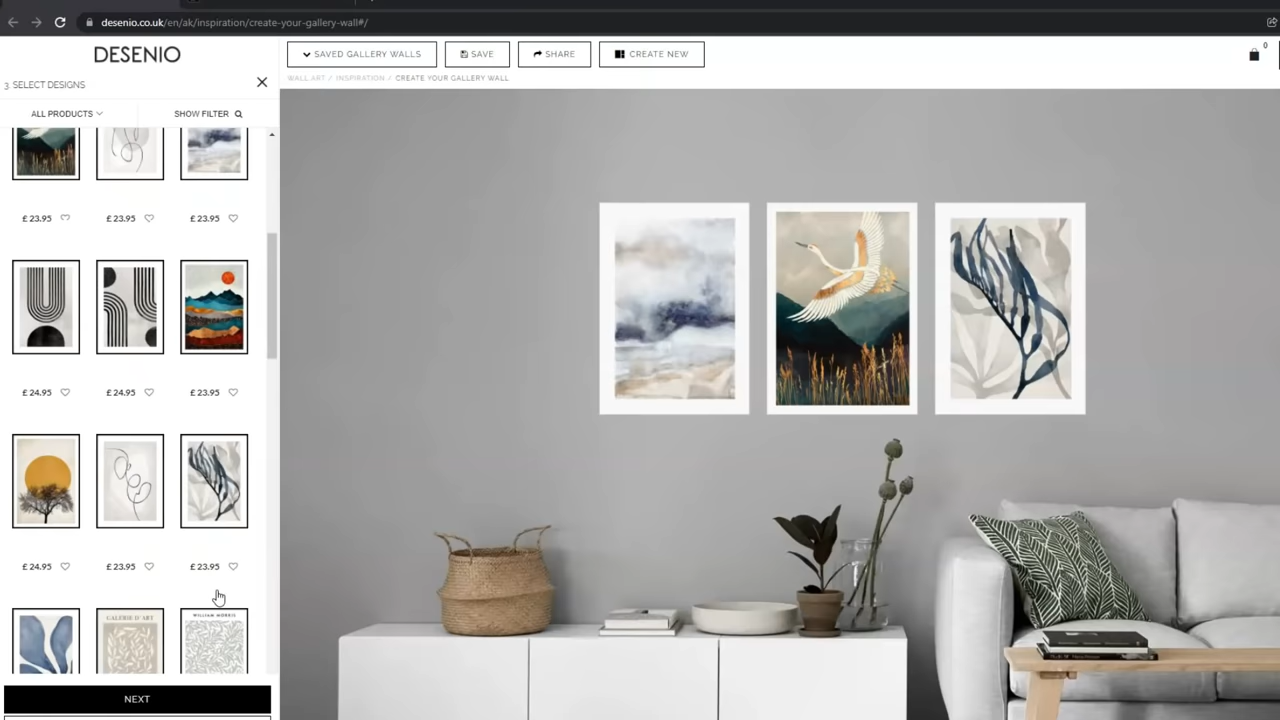 desenio.co.uk/en/ak/inspiration/create-your-gallery-wall#/
DESENIO
SAVED GALLERY WALLS
SAVE
SHARE
CREATE NEW
0
3. SELECT DESIGNS
WALL ART / INSPIRATION / CREATE YOUR GALLERY WALL
ALL PRODUCTS
SHOW FILTER
£ 23.95
£ 23.95
£ 23.95
£ 24.95
£ 24.95
£ 23.95
£ 24.95
£ 23.95
£ 23.95
GALERIE D'ART
WILLIAM MORRIS
NEXT